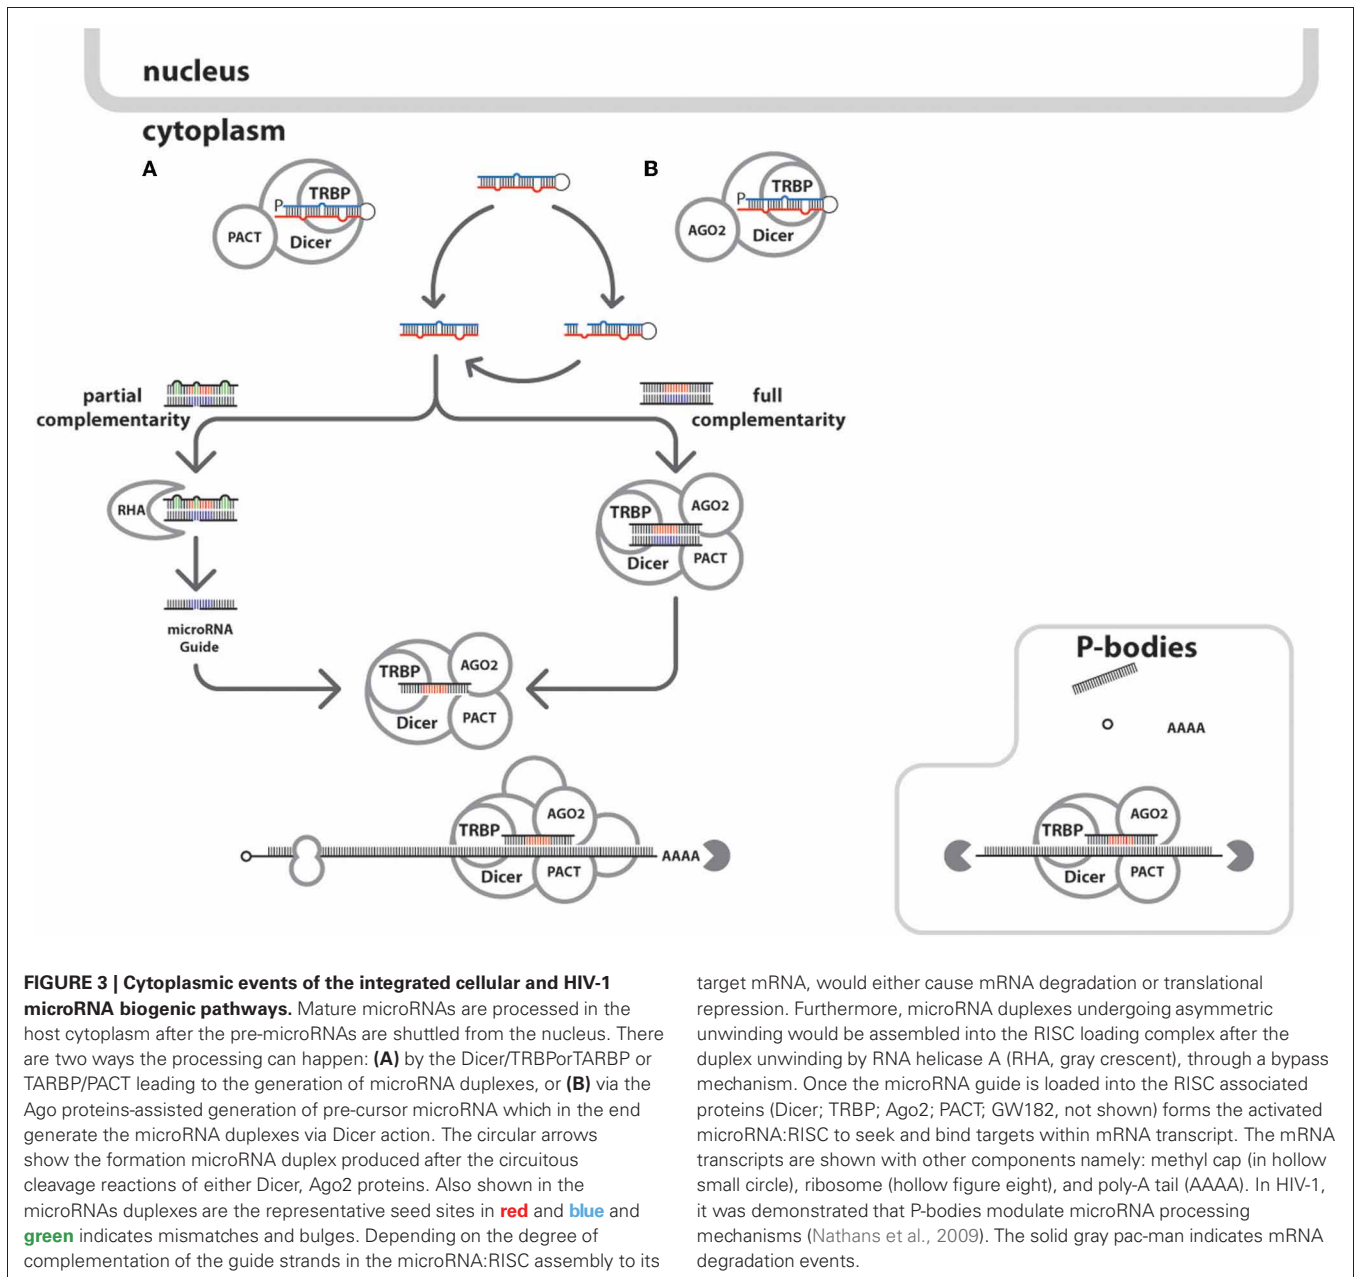 nucleus
cytoplasm
A
TRBP
P
PACT
Dicer
B
TRBP
P
AGO2
Dicer
partial
complementarity
full
complementarity
RHA
microRNA
Guide
TRBP
AGO2
Dicer
PACT
TRBP
AGO2
Dicer
PACT
TRBP
AGO2
Dicer
PACT
AAAA
P-bodies
AAAA
TRBP
AGO2
Dicer
PACT
FIGURE 3 | Cytoplasmic events of the integrated cellular and HIV-1
microRNA biogenic pathways. Mature microRNAs are processed in the
host cytoplasm after the pre-microRNAs are shuttled from the nucleus. There
are two ways the processing can happen: (A) by the Dicer/TRBPorTARBP or
TARBP/PACT leading to the generation of microRNA duplexes, or (B) via the
Ago proteins-assisted generation of pre-cursor microRNA which in the end
generate the microRNA duplexes via Dicer action. The circular arrows
show the formation microRNA duplex produced after the circuitous
cleavage reactions of either Dicer, Ago2 proteins. Also shown in the
microRNAs duplexes are the representative seed sites in red and blue and
green indicates mismatches and bulges. Depending on the degree of
complementation of the guide strands in the microRNA:RISC assembly to its
target mRNA, would either cause mRNA degradation or translational
repression. Furthermore, microRNA duplexes undergoing asymmetric
unwinding would be assembled into the RISC loading complex after the
duplex unwinding by RNA helicase A (RHA, gray crescent), through a bypass
mechanism. Once the microRNA guide is loaded into the RISC associated
proteins (Dicer; TRBP; Ago2; PACT; GW182, not shown) forms the activated
microRNA:RISC to seek and bind targets within mRNA transcript. The mRNA
transcripts are shown with other components namely: methyl cap (in hollow
small circle), ribosome (hollow figure eight), and poly-A tail (AAAA). In HIV-1,
it was demonstrated that P-bodies modulate microRNA processing
mechanisms (Nathans et al., 2009). The solid gray pac-man indicates mRNA
degradation events.